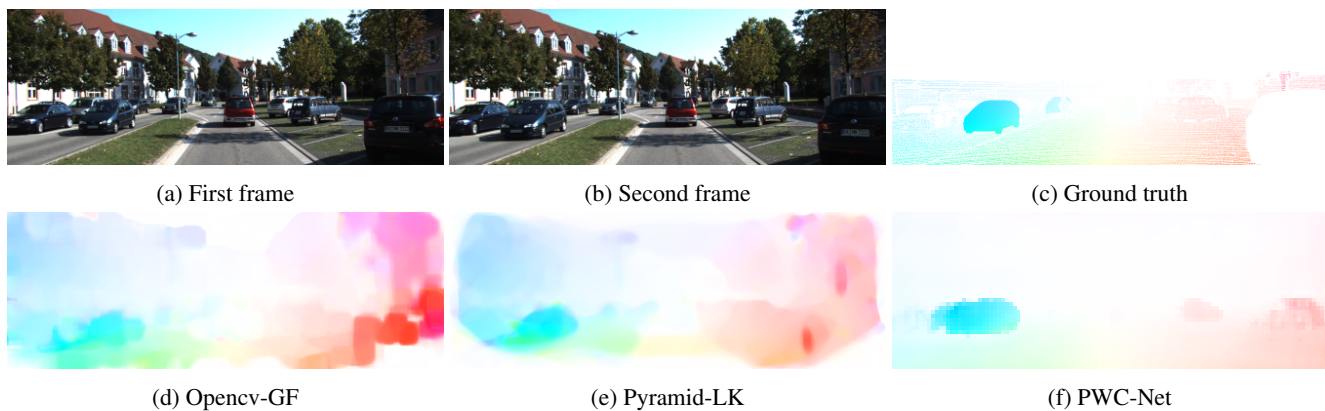 (a) First frame
(b) Second frame
(c) Ground truth
(d) Opencv-GF
(e) Pyramid-LK
(f) PWC-Net